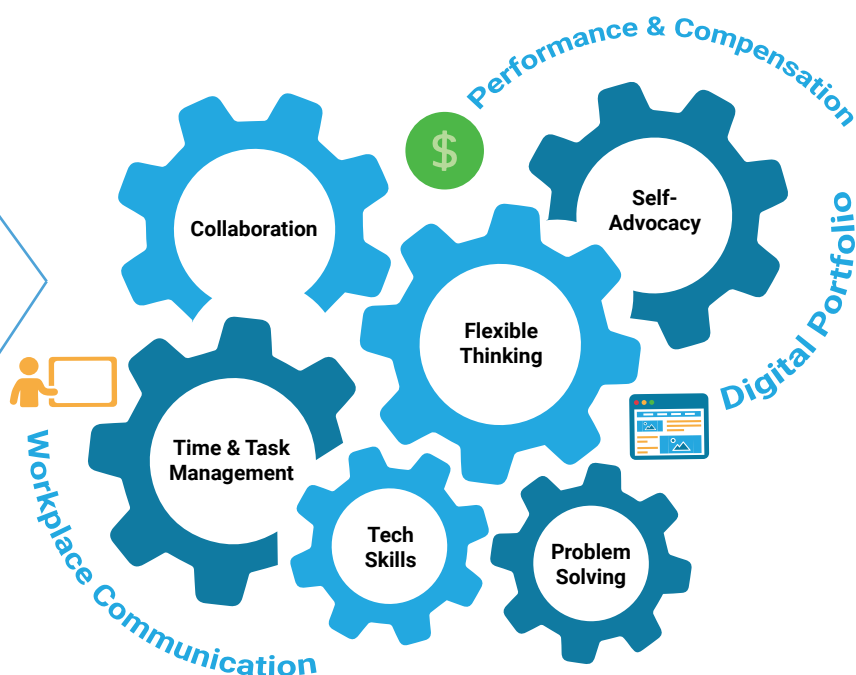 Performance & Compensation
$
Collaboration
Self-
Advocacy
Digital Portfolio
Flexible
Thinking
Time & Task
Management
Workplace Communication
Tech
Skills
Problem
Solving